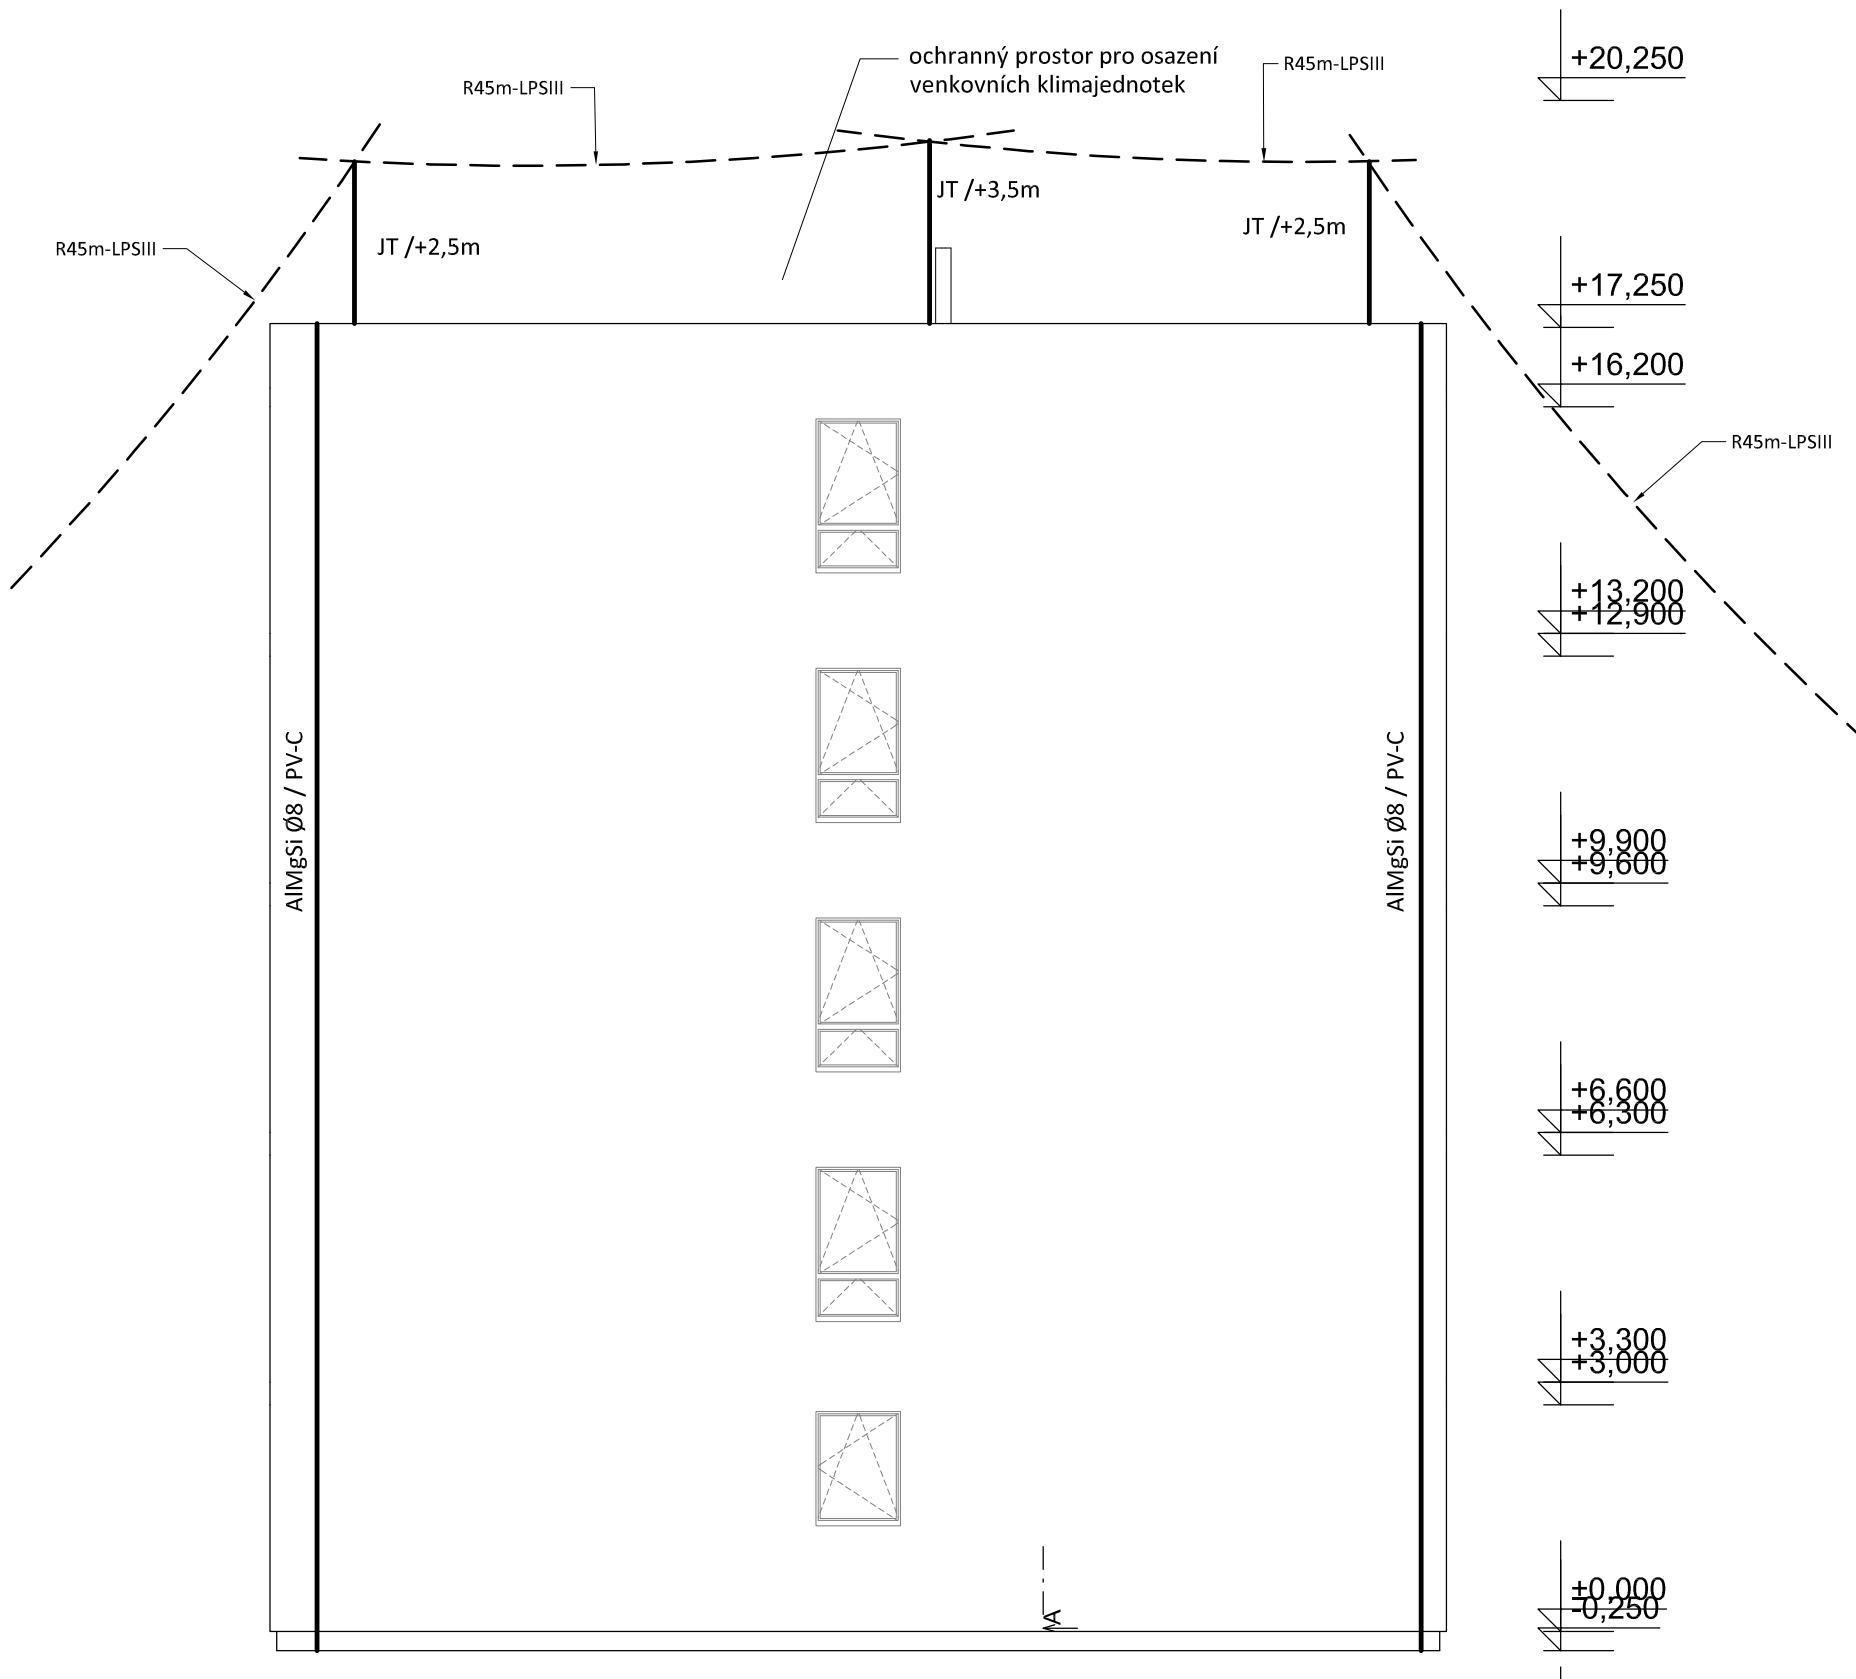 ochranný prostor pro osazení
venkovních klimajednotek
R45m-LPSIII
R45m-LPSIII
+20,250
JT /+3,5m
JT /+2,5m
JT /+2,5m
R45m-LPSIII
+17,250
+16,200
R45m-LPSIII
+13,200
+12,900
AlMgSi Ø8 / PV-C
AlMgSi Ø8 / PV-C
+9,900
+9,600
+6,600
+6,300
+3,300
+3,000
±0,000
-0,250
A